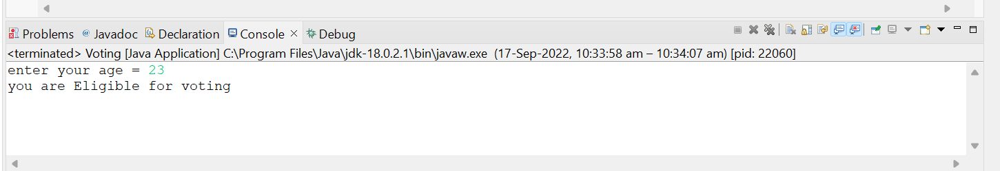 Problems Javadoc Declaration Console Debug
<terminated> Voting [Java Application] C:\Program Files\Java\jdk-18.0.2.1\bin\javaw.exe (17-Sep-2022, 10:33:58 am – 10:34:07 am) [pid: 22060]
enter your age = 23
you are Eligible for voting